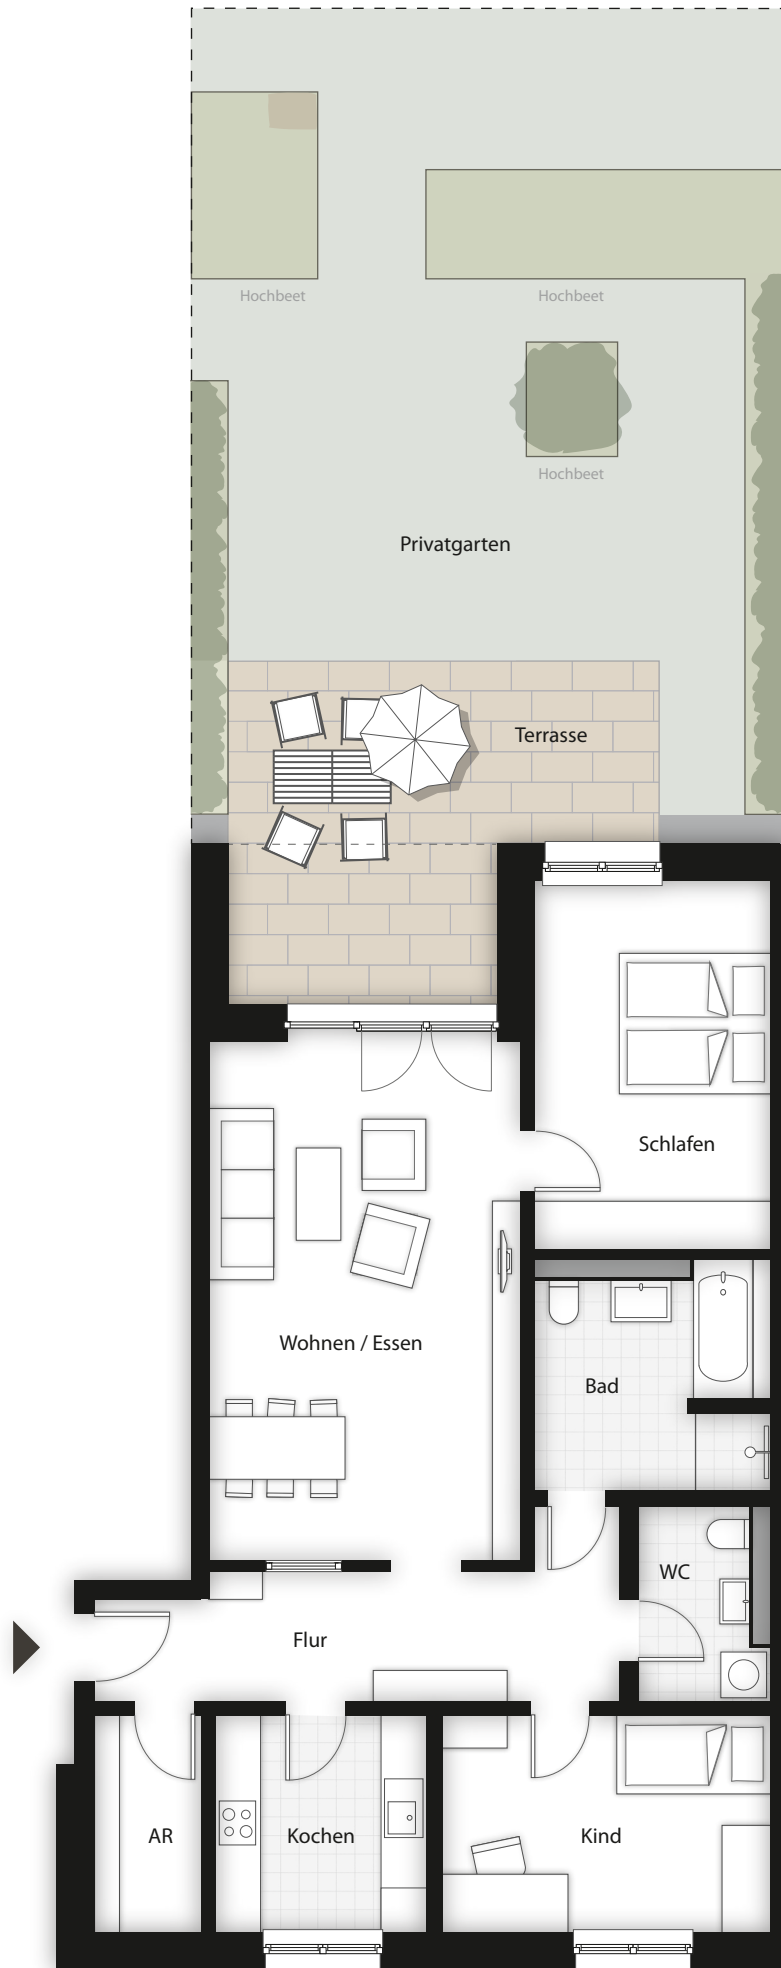 Hochbeet
Hochbeet
Hochbeet
Privatgarten
Terrasse
Schlafen
Wohnen / Essen
Bad
WC
Flur
AR
Kochen
Kind